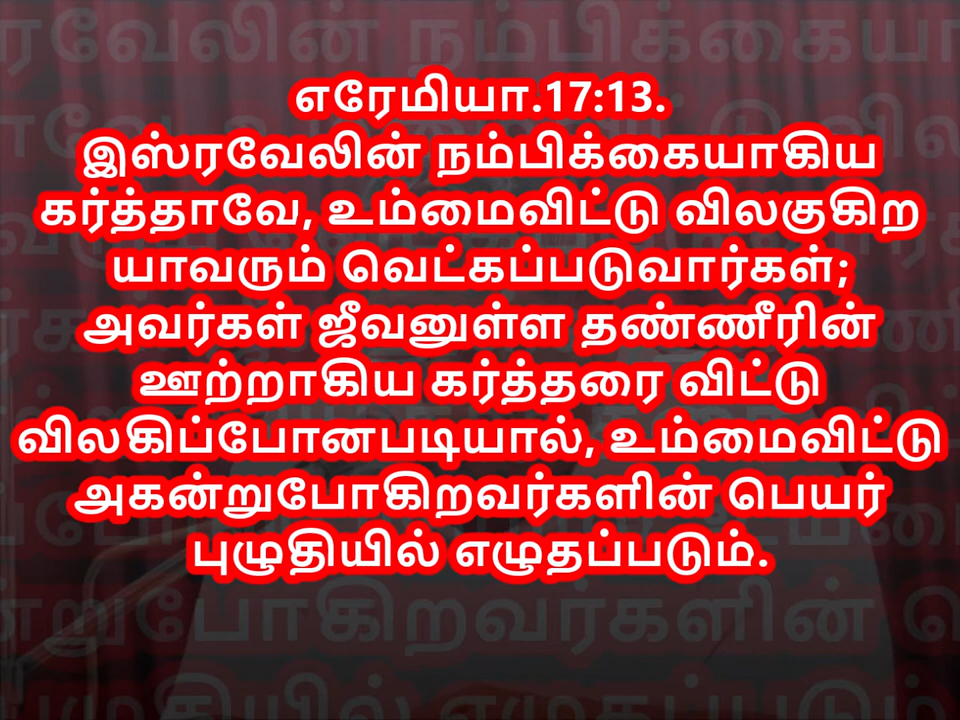 எரேமியா.17:13.
இஸ்ரவேலின் நம்பிக்கையாகிய
கர்த்தாவே, உம்மைவிட்டு விலகுகிற
யாவரும் வெட்கப்படுவார்கள்;
அவர்கள் ஜீவனுள்ள தண்ணீரின்
ஊற்றாகிய கர்த்தரை விட்டு
விலகிப்போனபடியால், உம்மைவிட்டு
அகன்றுபோகிறவர்களின் பெயர்
புழுதியில் எழுதப்படும்.